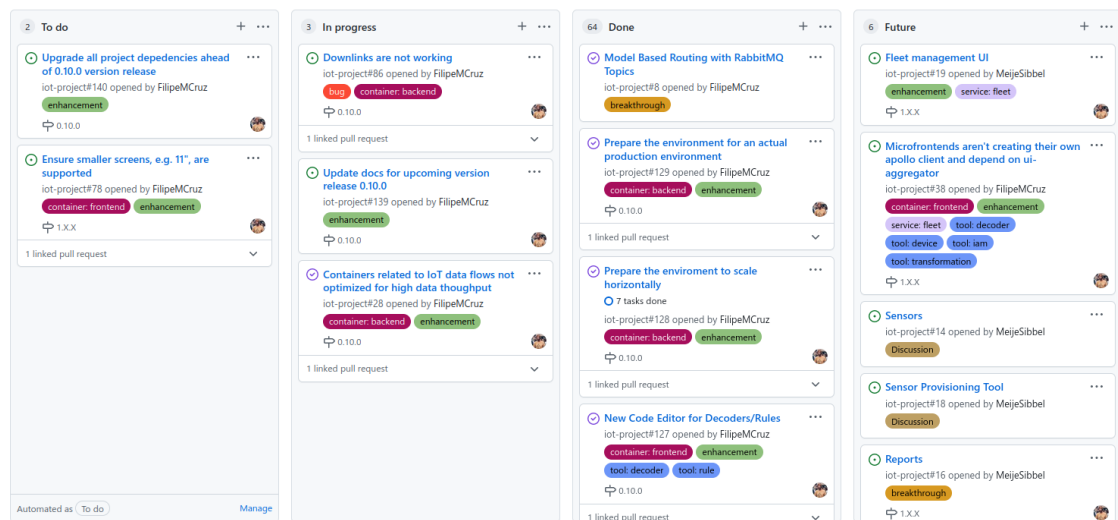 2 To do
Upgrade all project depedencies ahead
of 0.10.0 version release
iot-project#140 opened by FilipeMCruz
enhancement
0.10.0
Ensure smaller screens, e.g. 11", are
supported
iot-project#78 opened by FilipeMCruz
container: frontend enhancement
1.X.X
1 linked pull request
Automated as To do Manage
3 In progress
Downlinks are not working
iot-project#86 opened by FilipeMCruz
bug container: backend
0.10.0
1 linked pull request
Update docs for upcoming version
release 0.10.0
iot-project#139 opened by FilipeMCruz
enhancement
0.10.0
Containers related to IoT data flows not
optimized for high data thoughput
iot-project#28 opened by FilipeMCruz
container: backend enhancement
0.10.0
1 linked pull request
64 Done
Model Based Routing with RabbitMQ
Topics
iot-project#8 opened by FilipeMCruz
breakthrough
Prepare the environment for an actual
production environment
iot-project#129 opened by FilipeMCruz
container: backend enhancement
0.10.0
1 linked pull request
Prepare the enviroment to scale
horizontally
7 tasks done
iot-project#128 opened by FilipeMCruz
container: backend enhancement
0.10.0
1 linked pull request
New Code Editor for Decoders/Rules
iot-project#127 opened by FilipeMCruz
container: frontend enhancement
tool: decoder tool: rule
0.10.0
1 linked pull request
6 Future
Fleet management UI
iot-project#19 opened by MeijeSibbel
enhancement service: fleet
1.X.X
Microfrontends aren't creating their own
apollo client and depend on ui-
aggregator
iot-project#38 opened by FilipeMCruz
container: frontend enhancement
service: fleet tool: decoder
tool: device tool: iam
tool: transformation
1.X.X
Sensors
iot-project#14 opened by MeijeSibbel
Discussion
Sensor Provisioning Tool
iot-project#18 opened by MeijeSibbel
Discussion
Reports
iot-project#16 opened by MeijeSibbel
breakthrough
1.X.X